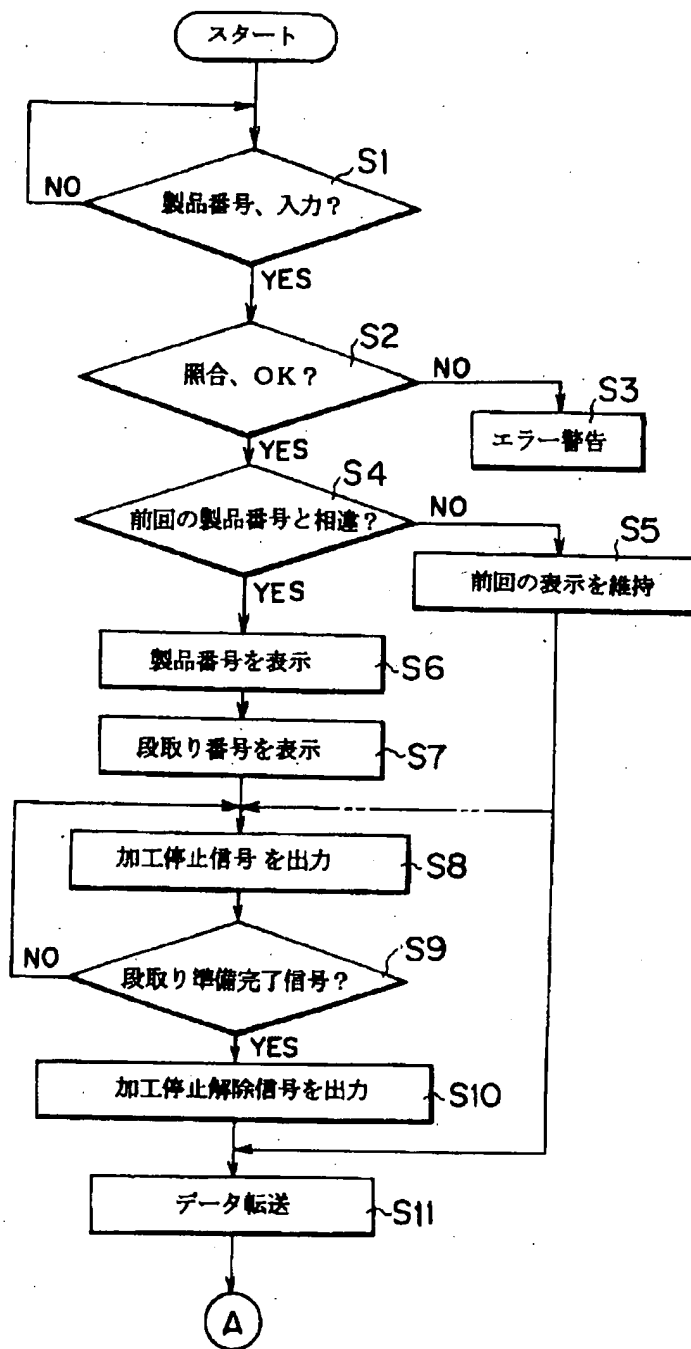 スタート
S1
NO
製品番号、入力?
YES
S2
照合、OK?
NO
S3
エラー警告
YES
S4
前回の製品番号と相違?
NO
S5
前回の表示を維持
YES
製品番号を表示
S6
段取り番号を表示
S7
加工停止信号 を出力
S8
S9
NO
段取り準備完了信号?
YES
加工停止解除信号を出力
S10
データ転送
S11
A